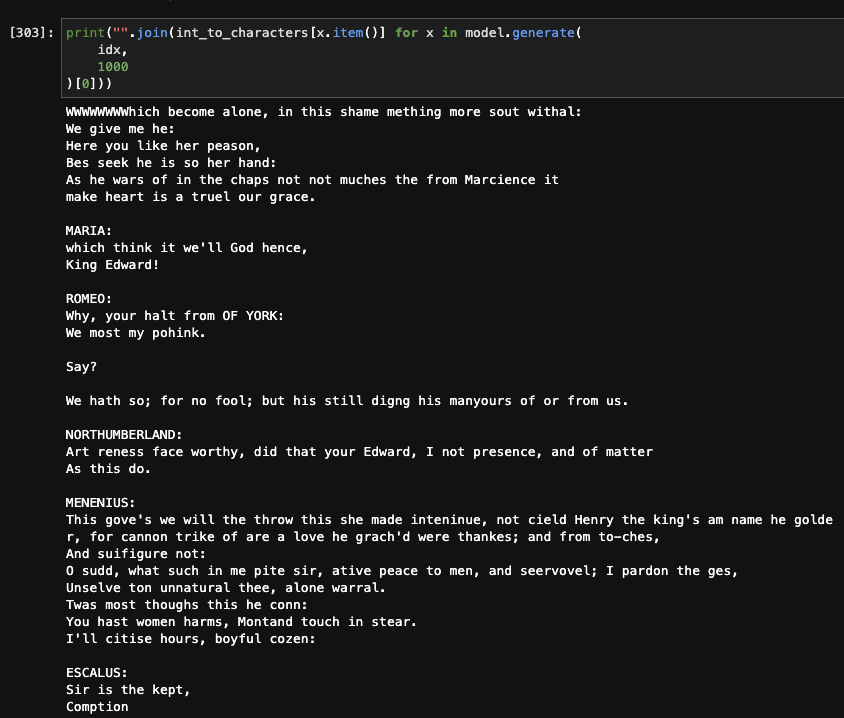 [303]: print("".join(int_to_characters[x.item()] for x in model.generate(
idx,
1000
)[0]))
WWWWWWWWhich become alone, in this shame mething more sout withal:
We give me he:
Here you like her peason,
Bes seek he is so her hand:
As he wars of in the chaps not not muches the from Marcience it
make heart is a truel our grace.
MARIA:
which think it we'll God hence,
King Edward!
ROMEO:
Why, your halt from OF YORK:
We most my pohink.
Say?
We hath so; for no fool; but his still digng his manyours of or from us.
NORTHUMBERLAND:
Art reness face worthy, did that your Edward, I not presence, and of matter
As this do.
MENENIUS:
This gove's we will the throw this she made inteninue, not cield Henry the king's am name he golde
r, for cannon trike of are a love he grach'd were thankes; and from to-ches,
And suifigure not:
O sudd, what such in me pite sir, ative peace to men, and seervovel; I pardon the ges,
Unselve ton unnatural thee, alone warral.
Twas most thoughs this he conn:
You hast women harms, Montand touch in stear.
I'll citise hours, boyful cozen:
ESCALUS:
Sir is the kept,
Comption